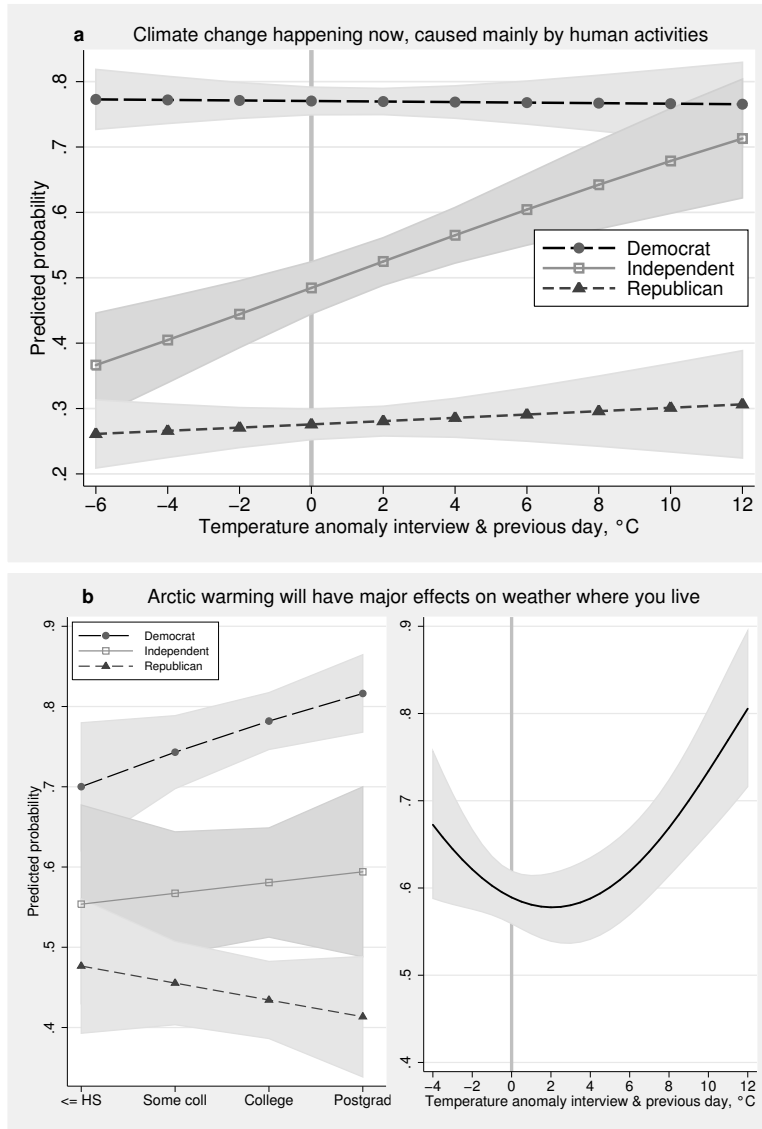 a Climate change happening now, caused mainly by human activities
Predicted probability
.8
.7
.6
.5
.4
.3
.2
Democrat
Independent
Republican
−6 −4 −2 0 2 4 6 8 10 12
Temperature anomaly interview & previous day, °C
b Arctic warming will have major effects on weather where you live
Predicted probability
.9
.8
.7
.6
.5
.4
Democrat
Independent
Republican
<= HS Some coll College Postgrad
.9
.8
.7
.6
.5
.4
−4 −2 0 2 4 6 8 10 12
Temperature anomaly interview & previous day, °C